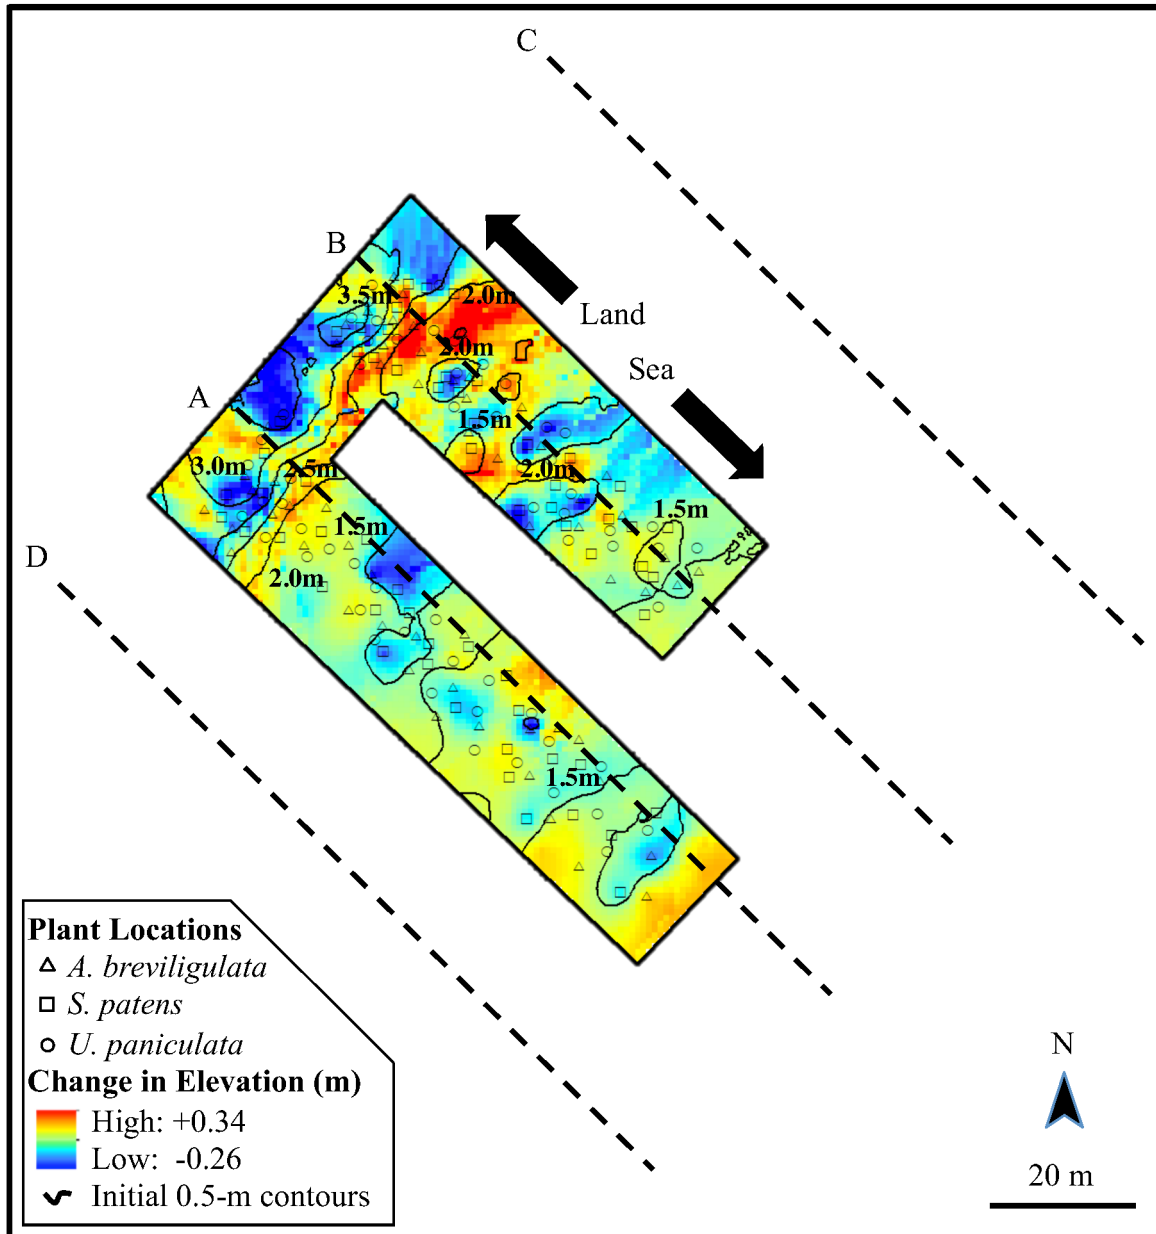 C
B
3.5m
2.0m
Land
2.0m
Sea
A
1.5m
3.0m
2.5m
2.0m
1.5m
1.5m
D
2.0m
1.5m
Plant Locations
A. breviligulata
S. patens
U. paniculata
Change in Elevation (m)
High: +0.34
Low: -0.26
Initial 0.5-m contours
N
20 m